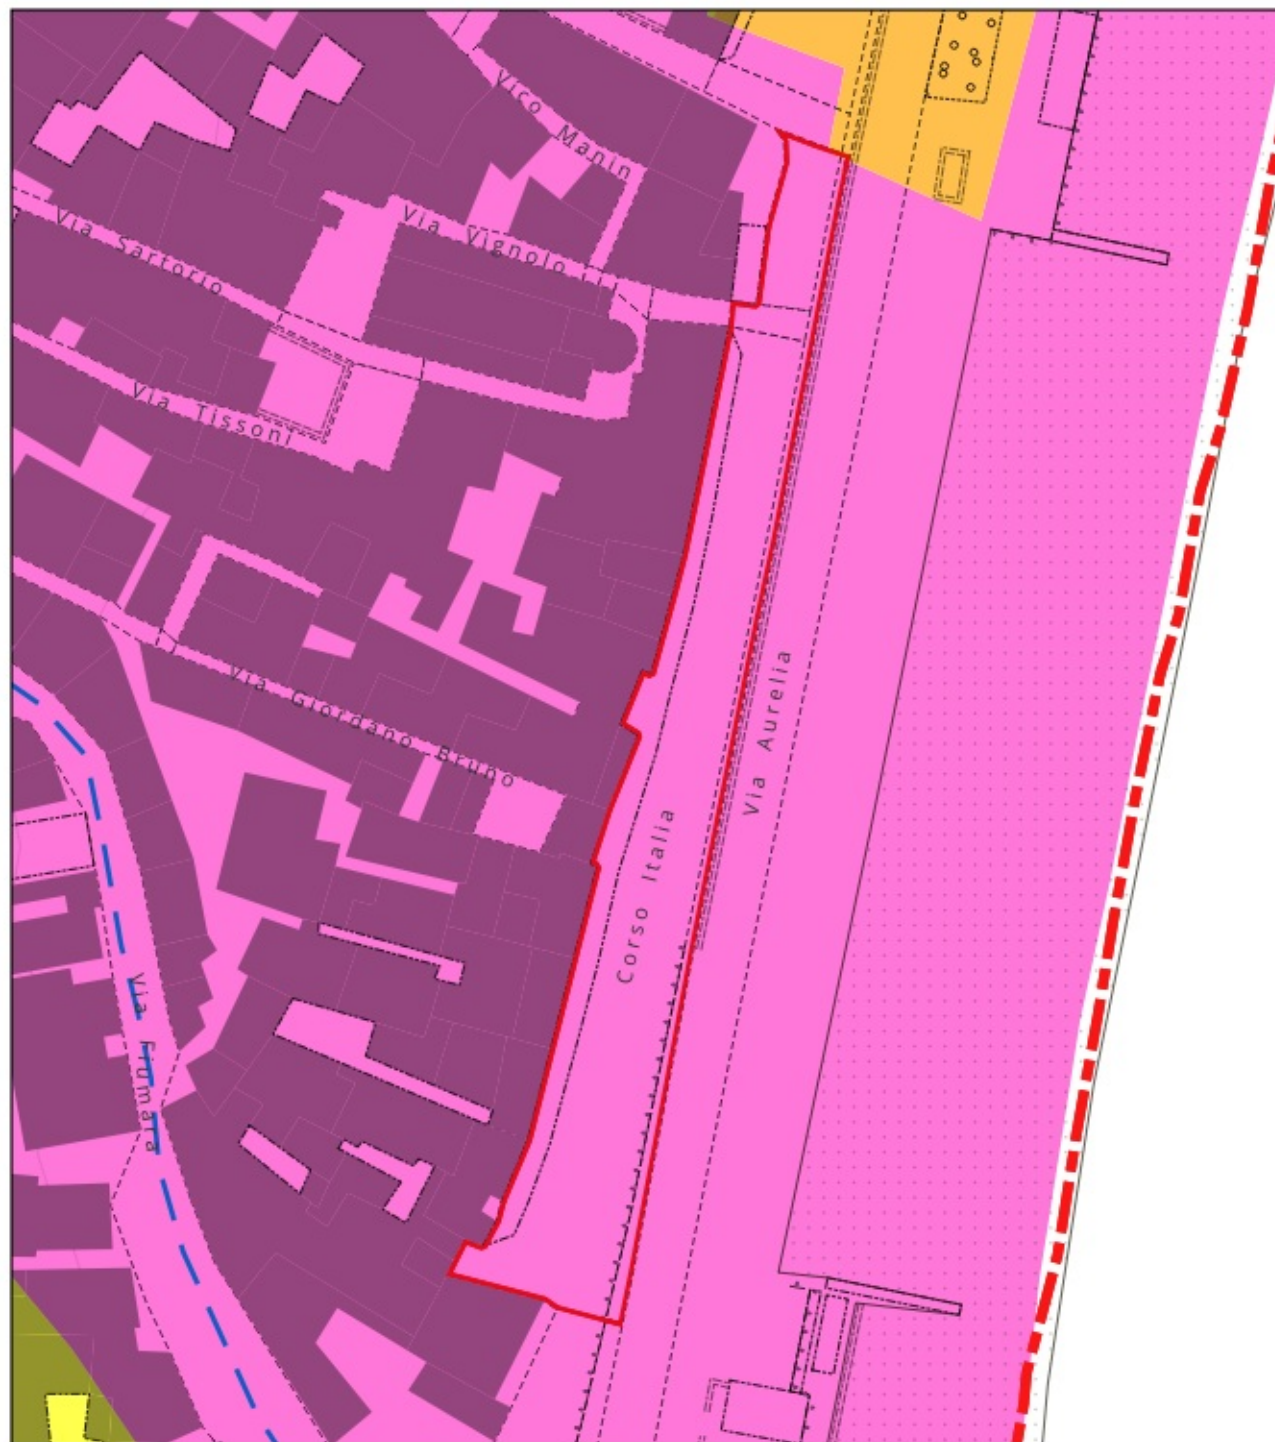 Vico Manin
Via Vignolo
Via Sartorio
Via Tissoni
Via Giordano Bruno
Via Aurelia
Corso Italia
Via Fiumara